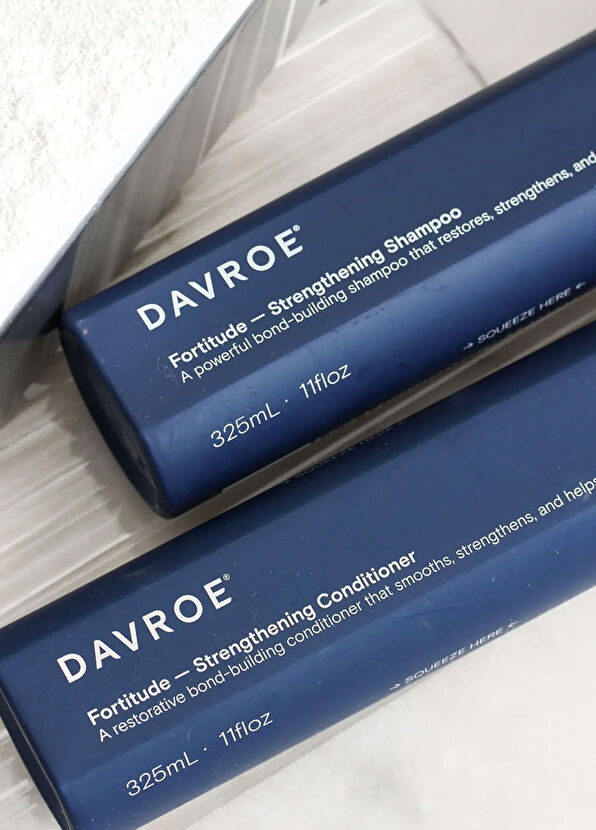 DAVROE®
Fortitude — Strengthening Shampoo
A powerful bond-building shampoo that restores, strengthens, and
→ SQUEEZE HERE ←
325mL · 11floz
DAVROE®
Fortitude — Strengthening Conditioner
A restorative bond-building conditioner that smooths, strengthens, and helps
→ SQUEEZE HERE ←
325mL · 11floz